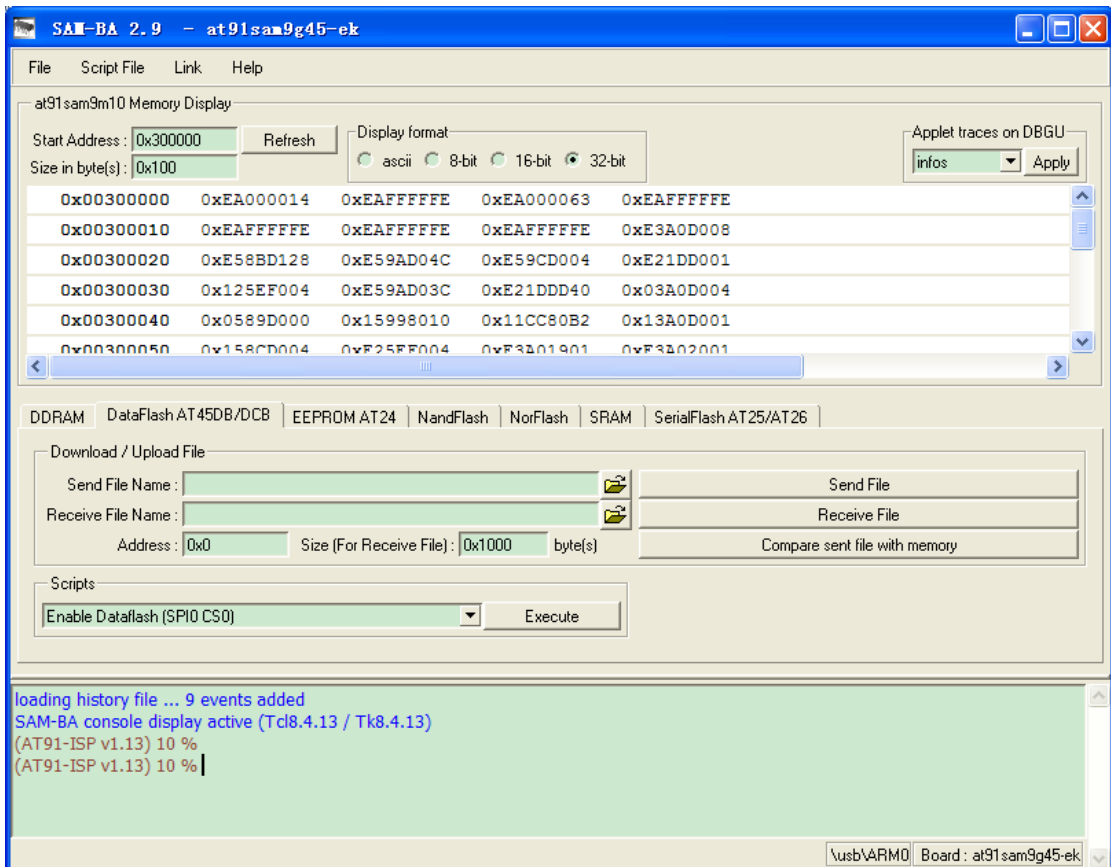 SAM-BA 2.9 - at91sam9g45-ek
File Script File Link Help
at91sam9m10 Memory Display
Start Address : 0x300000 Refresh
Size in byte(s) : 0x100
Display format
ascii 8-bit 16-bit 32-bit
Applet traces on DBGU
infos Apply
0x00300000 0xEA000014 0xEAFFFFFE 0xEA000063 0xEAFFFFFE
0x00300010 0xEAFFFFFE 0xEAFFFFFE 0xEAFFFFFE 0xE3A0D008
0x00300020 0xE58BD128 0xE59AD04C 0xE59CD004 0xE21DD001
0x00300030 0x125EF004 0xE59AD03C 0xE21DDD40 0x03A0D004
0x00300040 0x0589D000 0x15998010 0x11CC80B2 0x13A0D001
0x00300050 0x158CD004 0xE25EF004 0xE3A01901 0xE3A02001
DDRAM DataFlash AT45DB/DCB EEPROM AT24 NandFlash NorFlash SRAM SerialFlash AT25/AT26
Download / Upload File
Send File Name : Send File
Receive File Name : Receive File
Address : 0x0 Size (For Receive File) : 0x1000 byte(s) Compare sent file with memory
Scripts
Enable Dataflash (SPI0 CS0) Execute
loading history file ... 9 events added
SAM-BA console display active (Tcl8.4.13 / Tk8.4.13)
(AT91-ISP v1.13) 10 %
(AT91-ISP v1.13) 10 %
\usb\ARM0 Board : at91sam9g45-ek